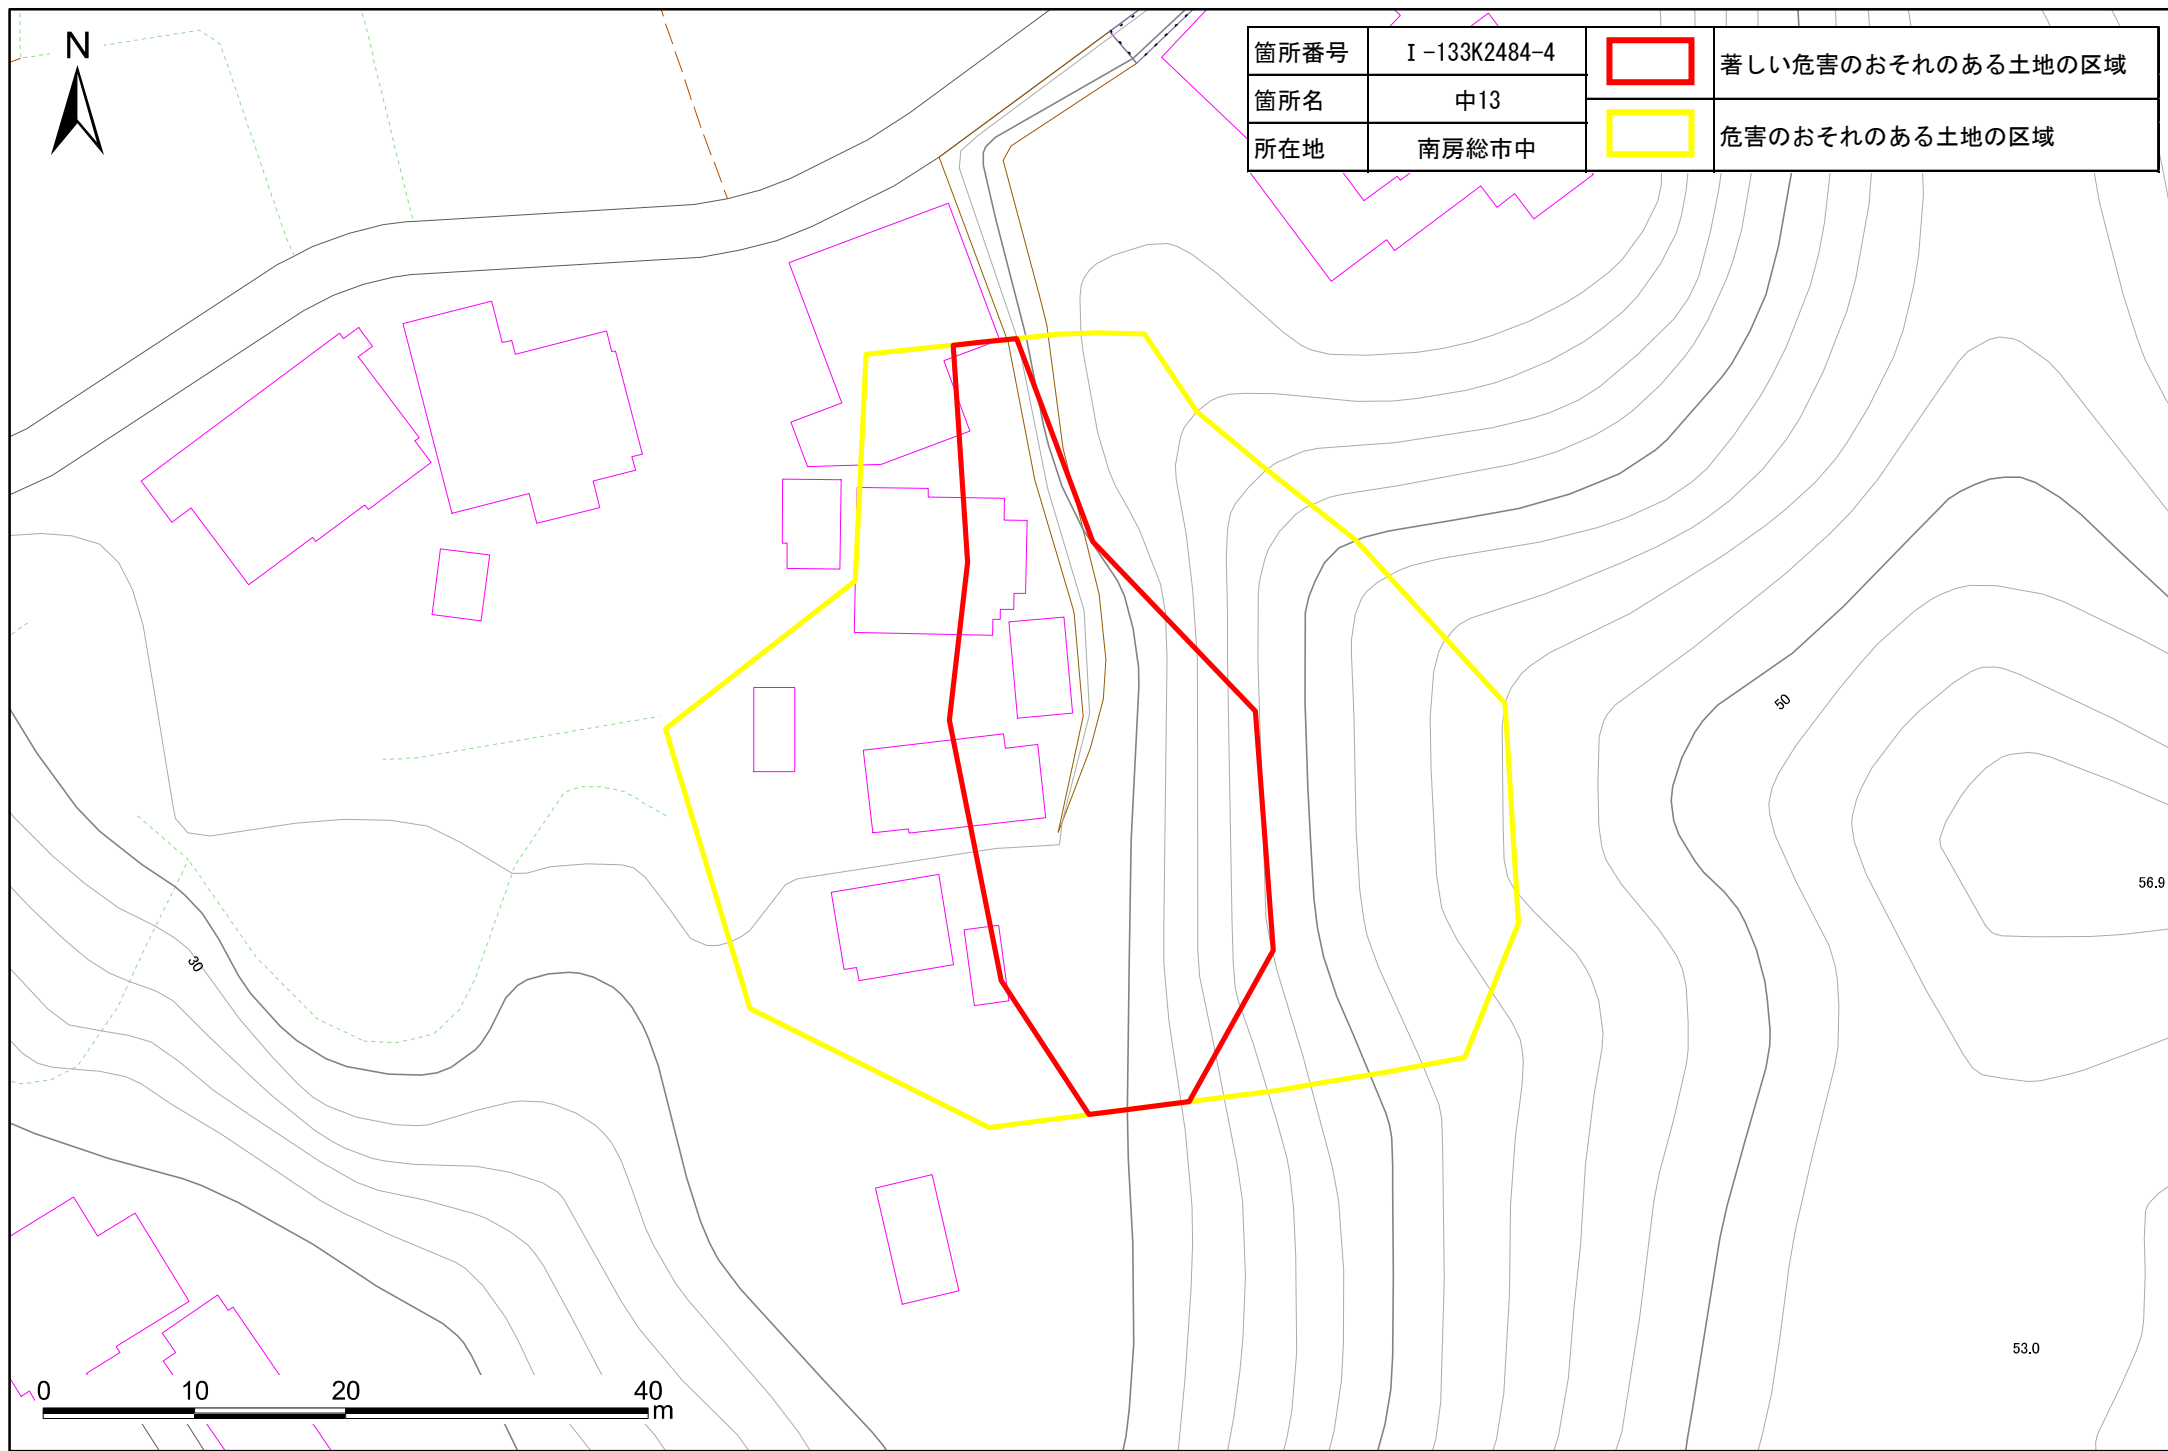 N
箇所番号 Ⅰ-133K2484-4
箇所名 中13
所在地 南房総市中
著しい危害のおそれのある土地の区域
危害のおそれのある土地の区域
50
56.9
30
53.0
0 10 20 40
m